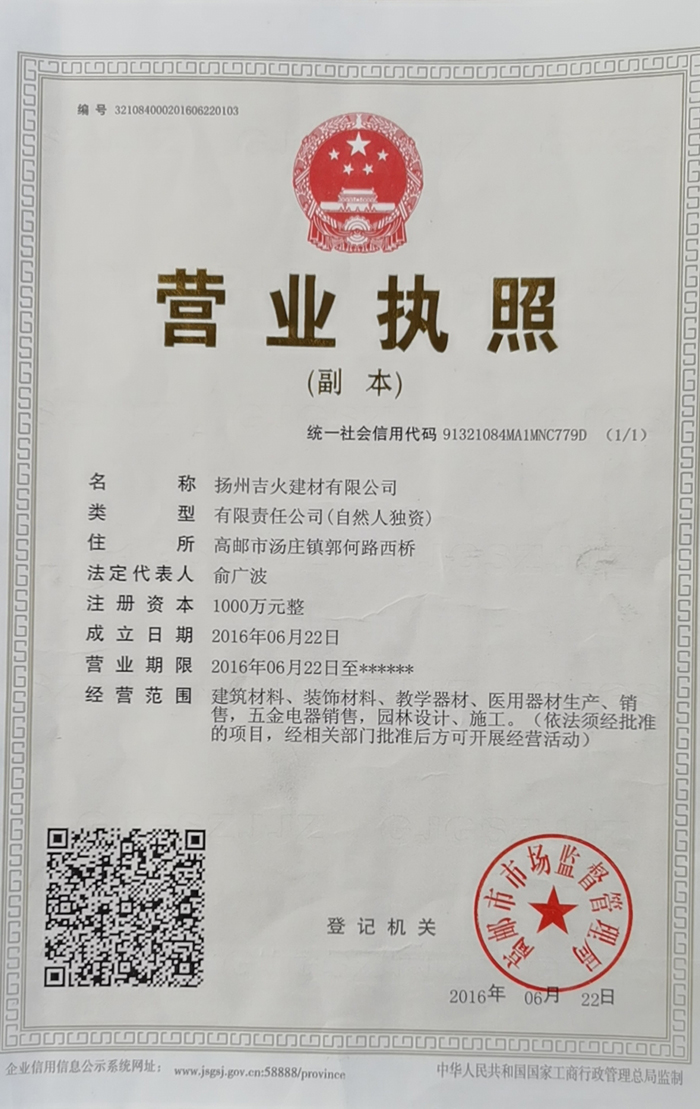 编 号 321084000201606220103
营业执照
(副 本)
统一社会信用代码 91321084MA1MNC779D (1/1)
名 称 扬州吉火建材有限公司
类 型 有限责任公司(自然人独资)
住 所 高邮市汤庄镇郭何路西桥
法定代表人 俞广波
注册资本 1000万元整
成立日期 2016年06月22日
营业期限 2016年06月22日至******
经营范围 建筑材料、装饰材料、教学器材、医用器材生产、销
售，五金电器销售，园林设计、施工。（依法须经批准
的项目，经相关部门批准后方可开展经营活动）
高邮市市场监督管理局
登记机关
2016年 06月 22日
企业信用信息公示系统网址： www.jsgsj.gov.cn:58888/province
中华人民共和国国家工商行政管理总局监制